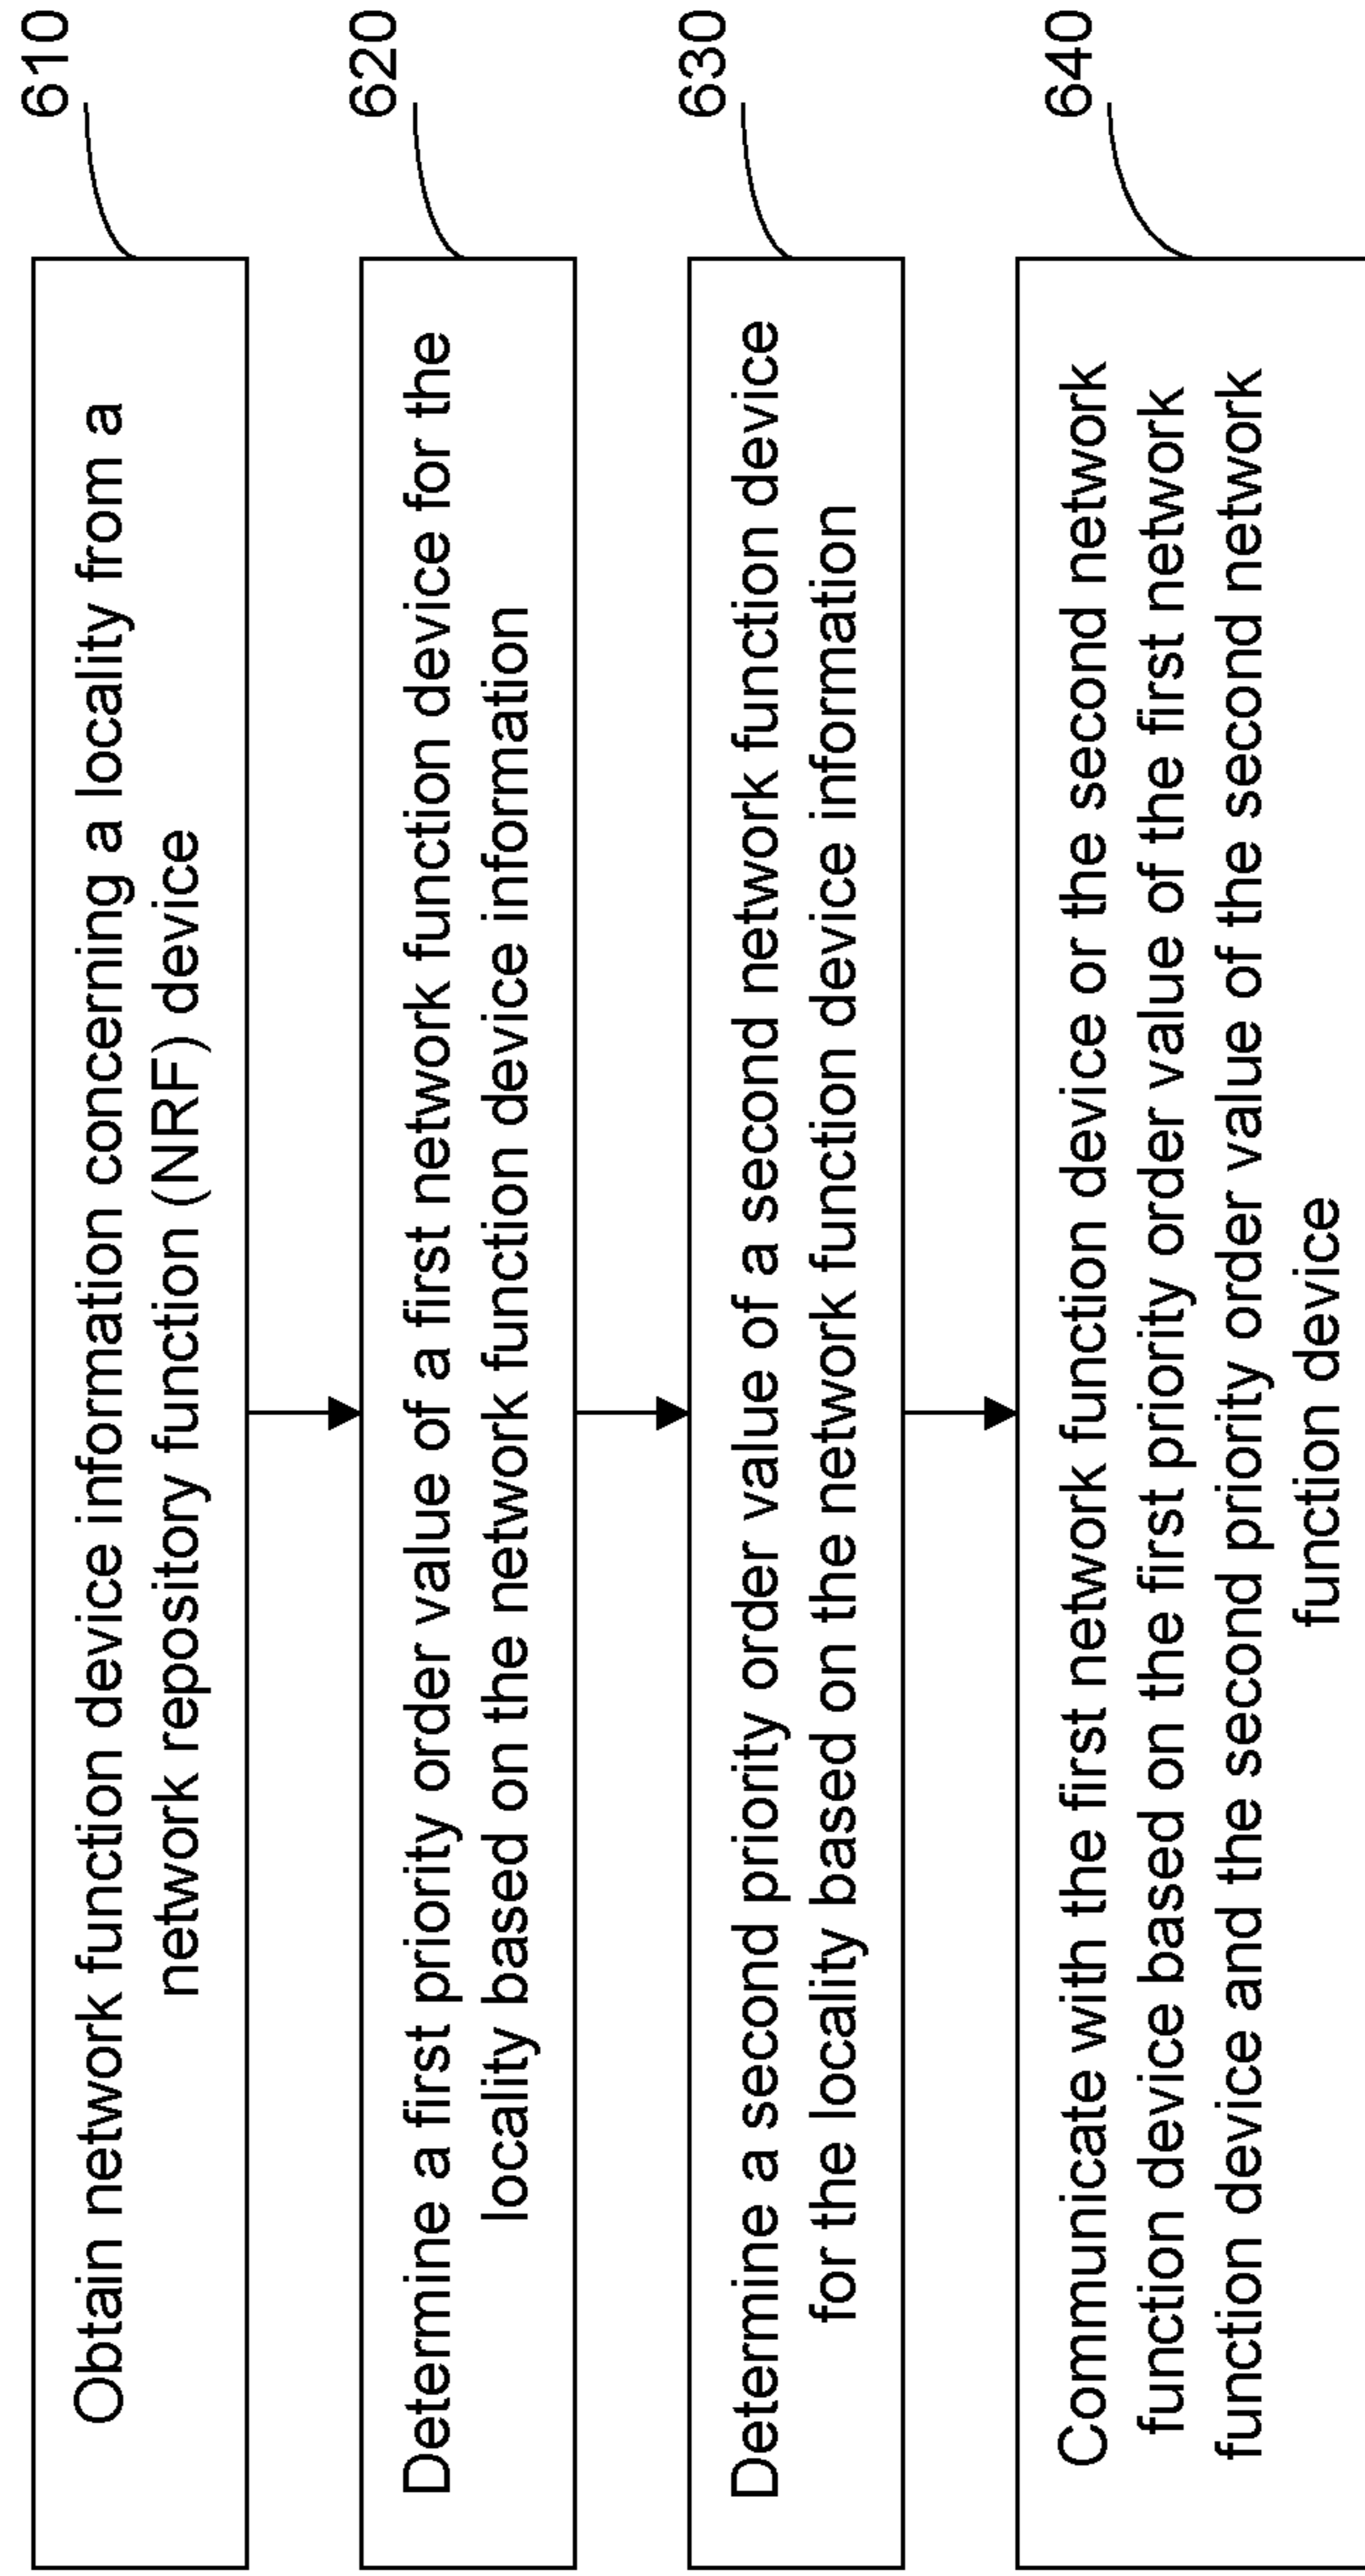 610
Obtain network function device information concerning a locality from a
network repository function (NRF) device
620
Determine a first priority order value of a first network function device for the
locality based on the network function device information
630
Determine a second priority order value of a second network function device
for the locality based on the network function device information
640
Communicate with the first network function device or the second network
function device based on the first priority order value of the first network
function device and the second priority order value of the second network
function device